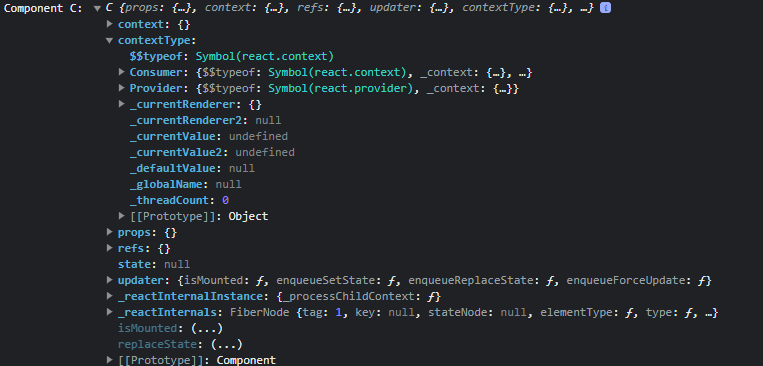 Component C: ▼ C {props: {…}, context: {…}, refs: {…}, updater: {…}, contextType: {…}, …} i
▶ context: {}
▼ contextType:
$$typeof: Symbol(react.context)
▶ Consumer: {$$typeof: Symbol(react.context), _context: {…}, …}
▶ Provider: {$$typeof: Symbol(react.provider), _context: {…}}
▶ _currentRenderer: {}
_currentRenderer2: null
_currentValue: undefined
_currentValue2: undefined
_defaultValue: null
_globalName: null
_threadCount: 0
▶ [[Prototype]]: Object
▶ props: {}
▶ refs: {}
state: null
▶ updater: {isMounted: ƒ, enqueueSetState: ƒ, enqueueReplaceState: ƒ, enqueueForceUpdate: ƒ}
▶ _reactInternalInstance: {_processChildContext: ƒ}
▶ _reactInternals: FiberNode {tag: 1, key: null, stateNode: null, elementType: ƒ, type: ƒ, …}
isMounted: (...)
replaceState: (...)
▶ [[Prototype]]: Component